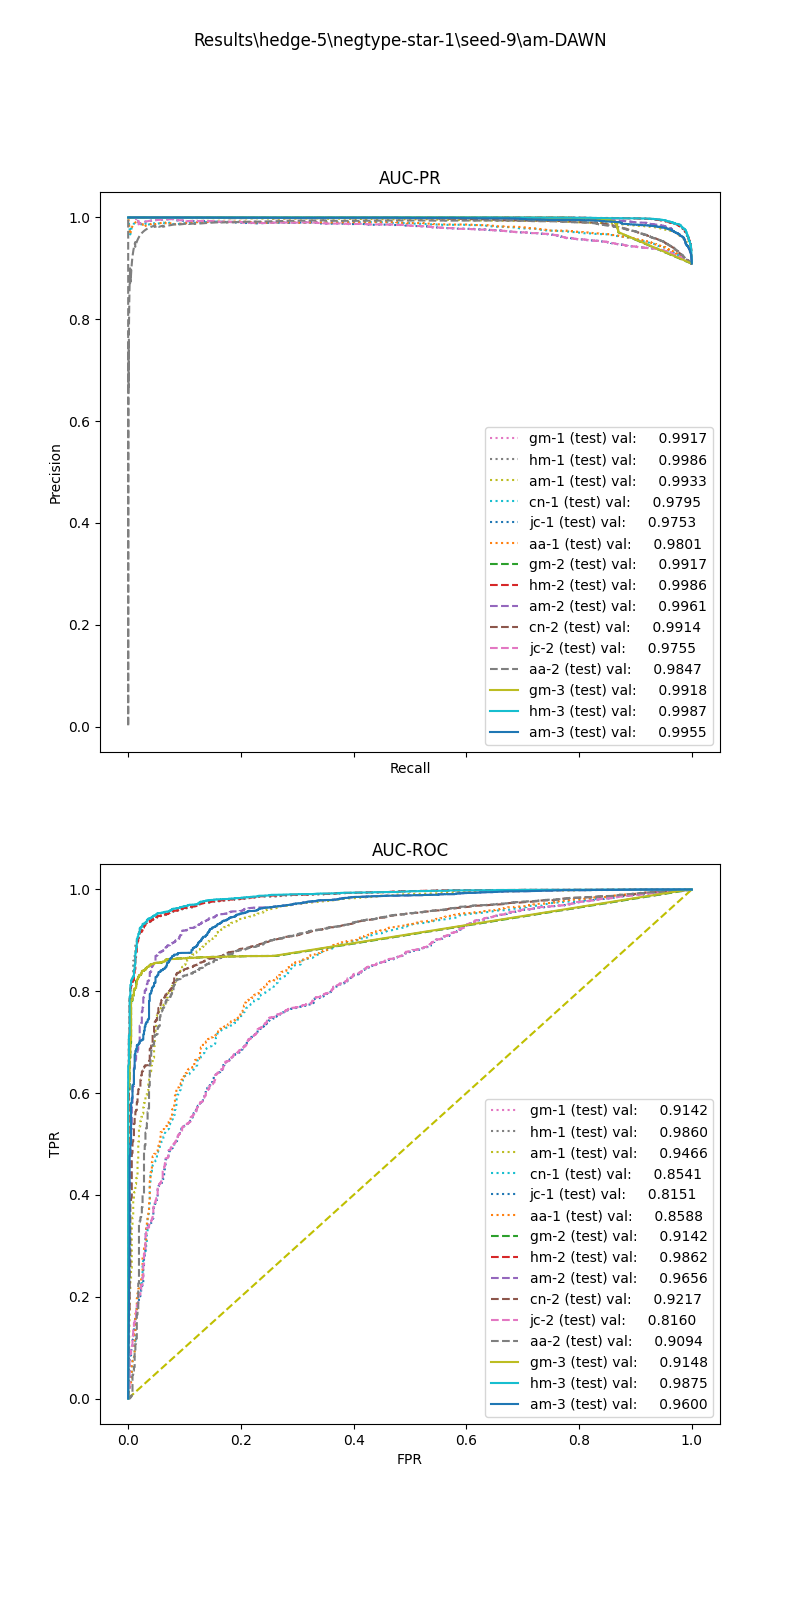 Results\hedge-5\negtype-star-1\seed-9\am-DAWN
AUC-PR
1.0
0.8
0.6
0.4
0.2
0.0
Precision
gm-1 (test) val: 0.9917
hm-1 (test) val: 0.9986
am-1 (test) val: 0.9933
cn-1 (test) val: 0.9795
jc-1 (test) val: 0.9753
aa-1 (test) val: 0.9801
gm-2 (test) val: 0.9917
hm-2 (test) val: 0.9986
am-2 (test) val: 0.9961
cn-2 (test) val: 0.9914
jc-2 (test) val: 0.9755
aa-2 (test) val: 0.9847
gm-3 (test) val: 0.9918
hm-3 (test) val: 0.9987
am-3 (test) val: 0.9955
Recall
AUC-ROC
1.0
0.8
0.6
0.4
0.2
0.0
TPR
gm-1 (test) val: 0.9142
hm-1 (test) val: 0.9860
am-1 (test) val: 0.9466
cn-1 (test) val: 0.8541
jc-1 (test) val: 0.8151
aa-1 (test) val: 0.8588
gm-2 (test) val: 0.9142
hm-2 (test) val: 0.9862
am-2 (test) val: 0.9656
cn-2 (test) val: 0.9217
jc-2 (test) val: 0.8160
aa-2 (test) val: 0.9094
gm-3 (test) val: 0.9148
hm-3 (test) val: 0.9875
am-3 (test) val: 0.9600
0.0 0.2 0.4 0.6 0.8 1.0
FPR